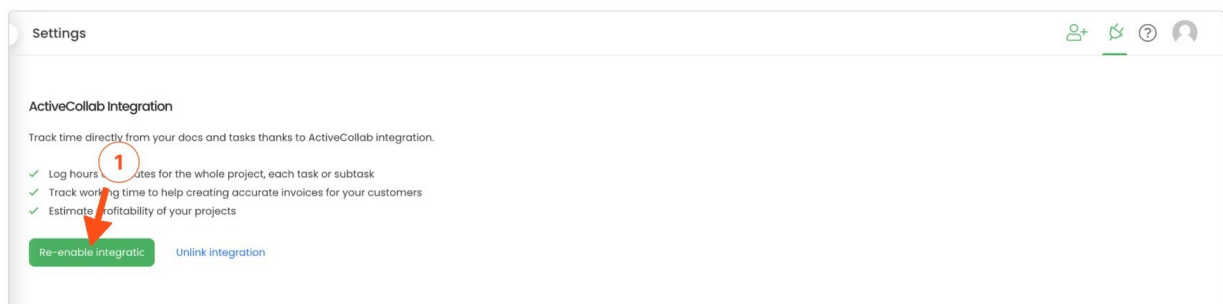 Settings
?
ActiveCollab Integration
Track time directly from your docs and tasks thanks to ActiveCollab integration.
1
Log hours utes for the whole project, each task or subtask
Track working time to help creating accurate invoices for your customers
Estimate profitability of your projects
Re-enable integratic
Unlink integration